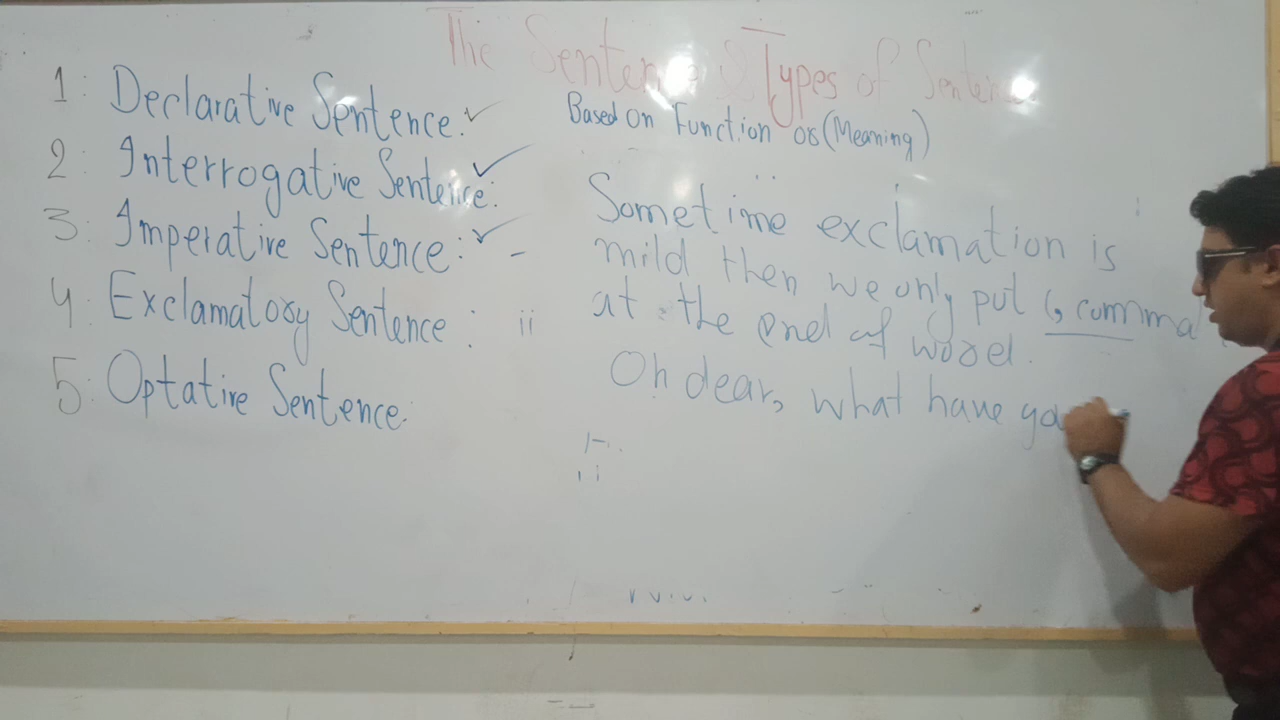 The Sentence & Types of Sentence
Based on Function or (Meaning)
1: Declarative Sentence: ✓
2: Interrogative Sentence: ✓
3: Imperative Sentence: ✓ -
4: Exclamatory Sentence: ii
5: Optative Sentence:
Sometime exclamation is
mild then we only put (, comma
at the end of word.
Oh dear, what have yo